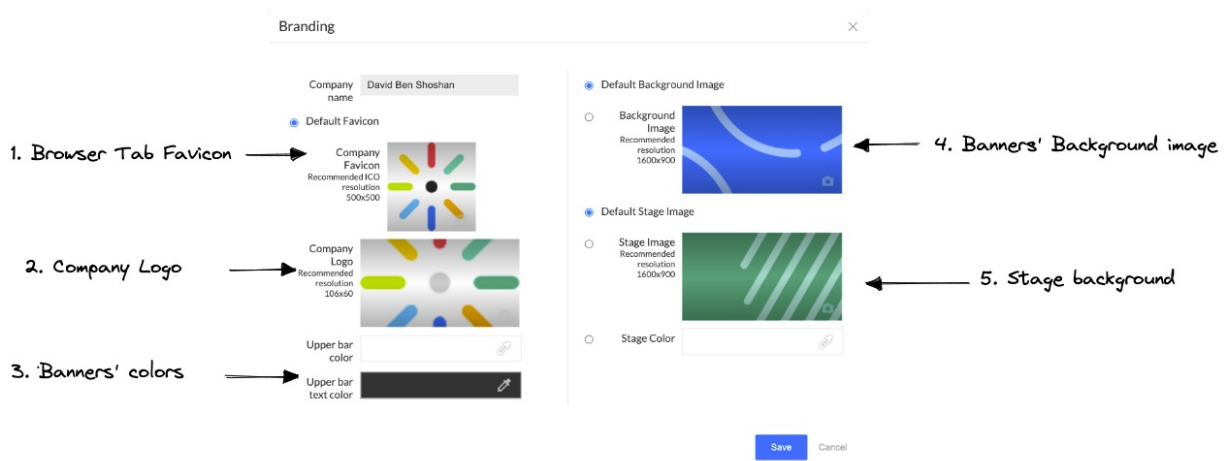 Branding
Company
name
David Ben Shoshan
Default Favicon
1. Browser Tab Favicon
Company
Favicon
Recommended ICO
resolution
500x500
2. Company Logo
Company
Logo
Recommended
resolution
106x60
3. Banners' colors
Upper bar
color
Upper bar
text color
Default Background Image
Background
Image
Recommended
resolution
1600x900
4. Banners' Background image
Default Stage Image
Stage Image
Recommended
resolution
1600x900
5. Stage background
Stage Color
Save
Cancel